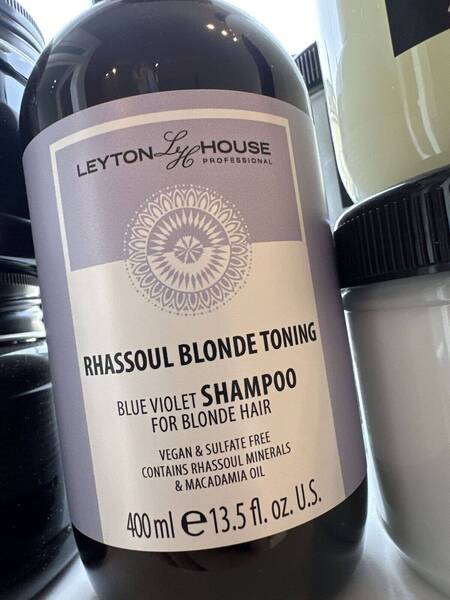 LEYTON LH HOUSE
PROFESSIONAL
RHASSOUL BLONDE TONING
BLUE VIOLET SHAMPOO
FOR BLONDE HAIR
VEGAN & SULFATE FREE
CONTAINS RHASSOUL MINERALS
& MACADAMIA OIL
400 ml e 13.5 fl. oz. U.S.